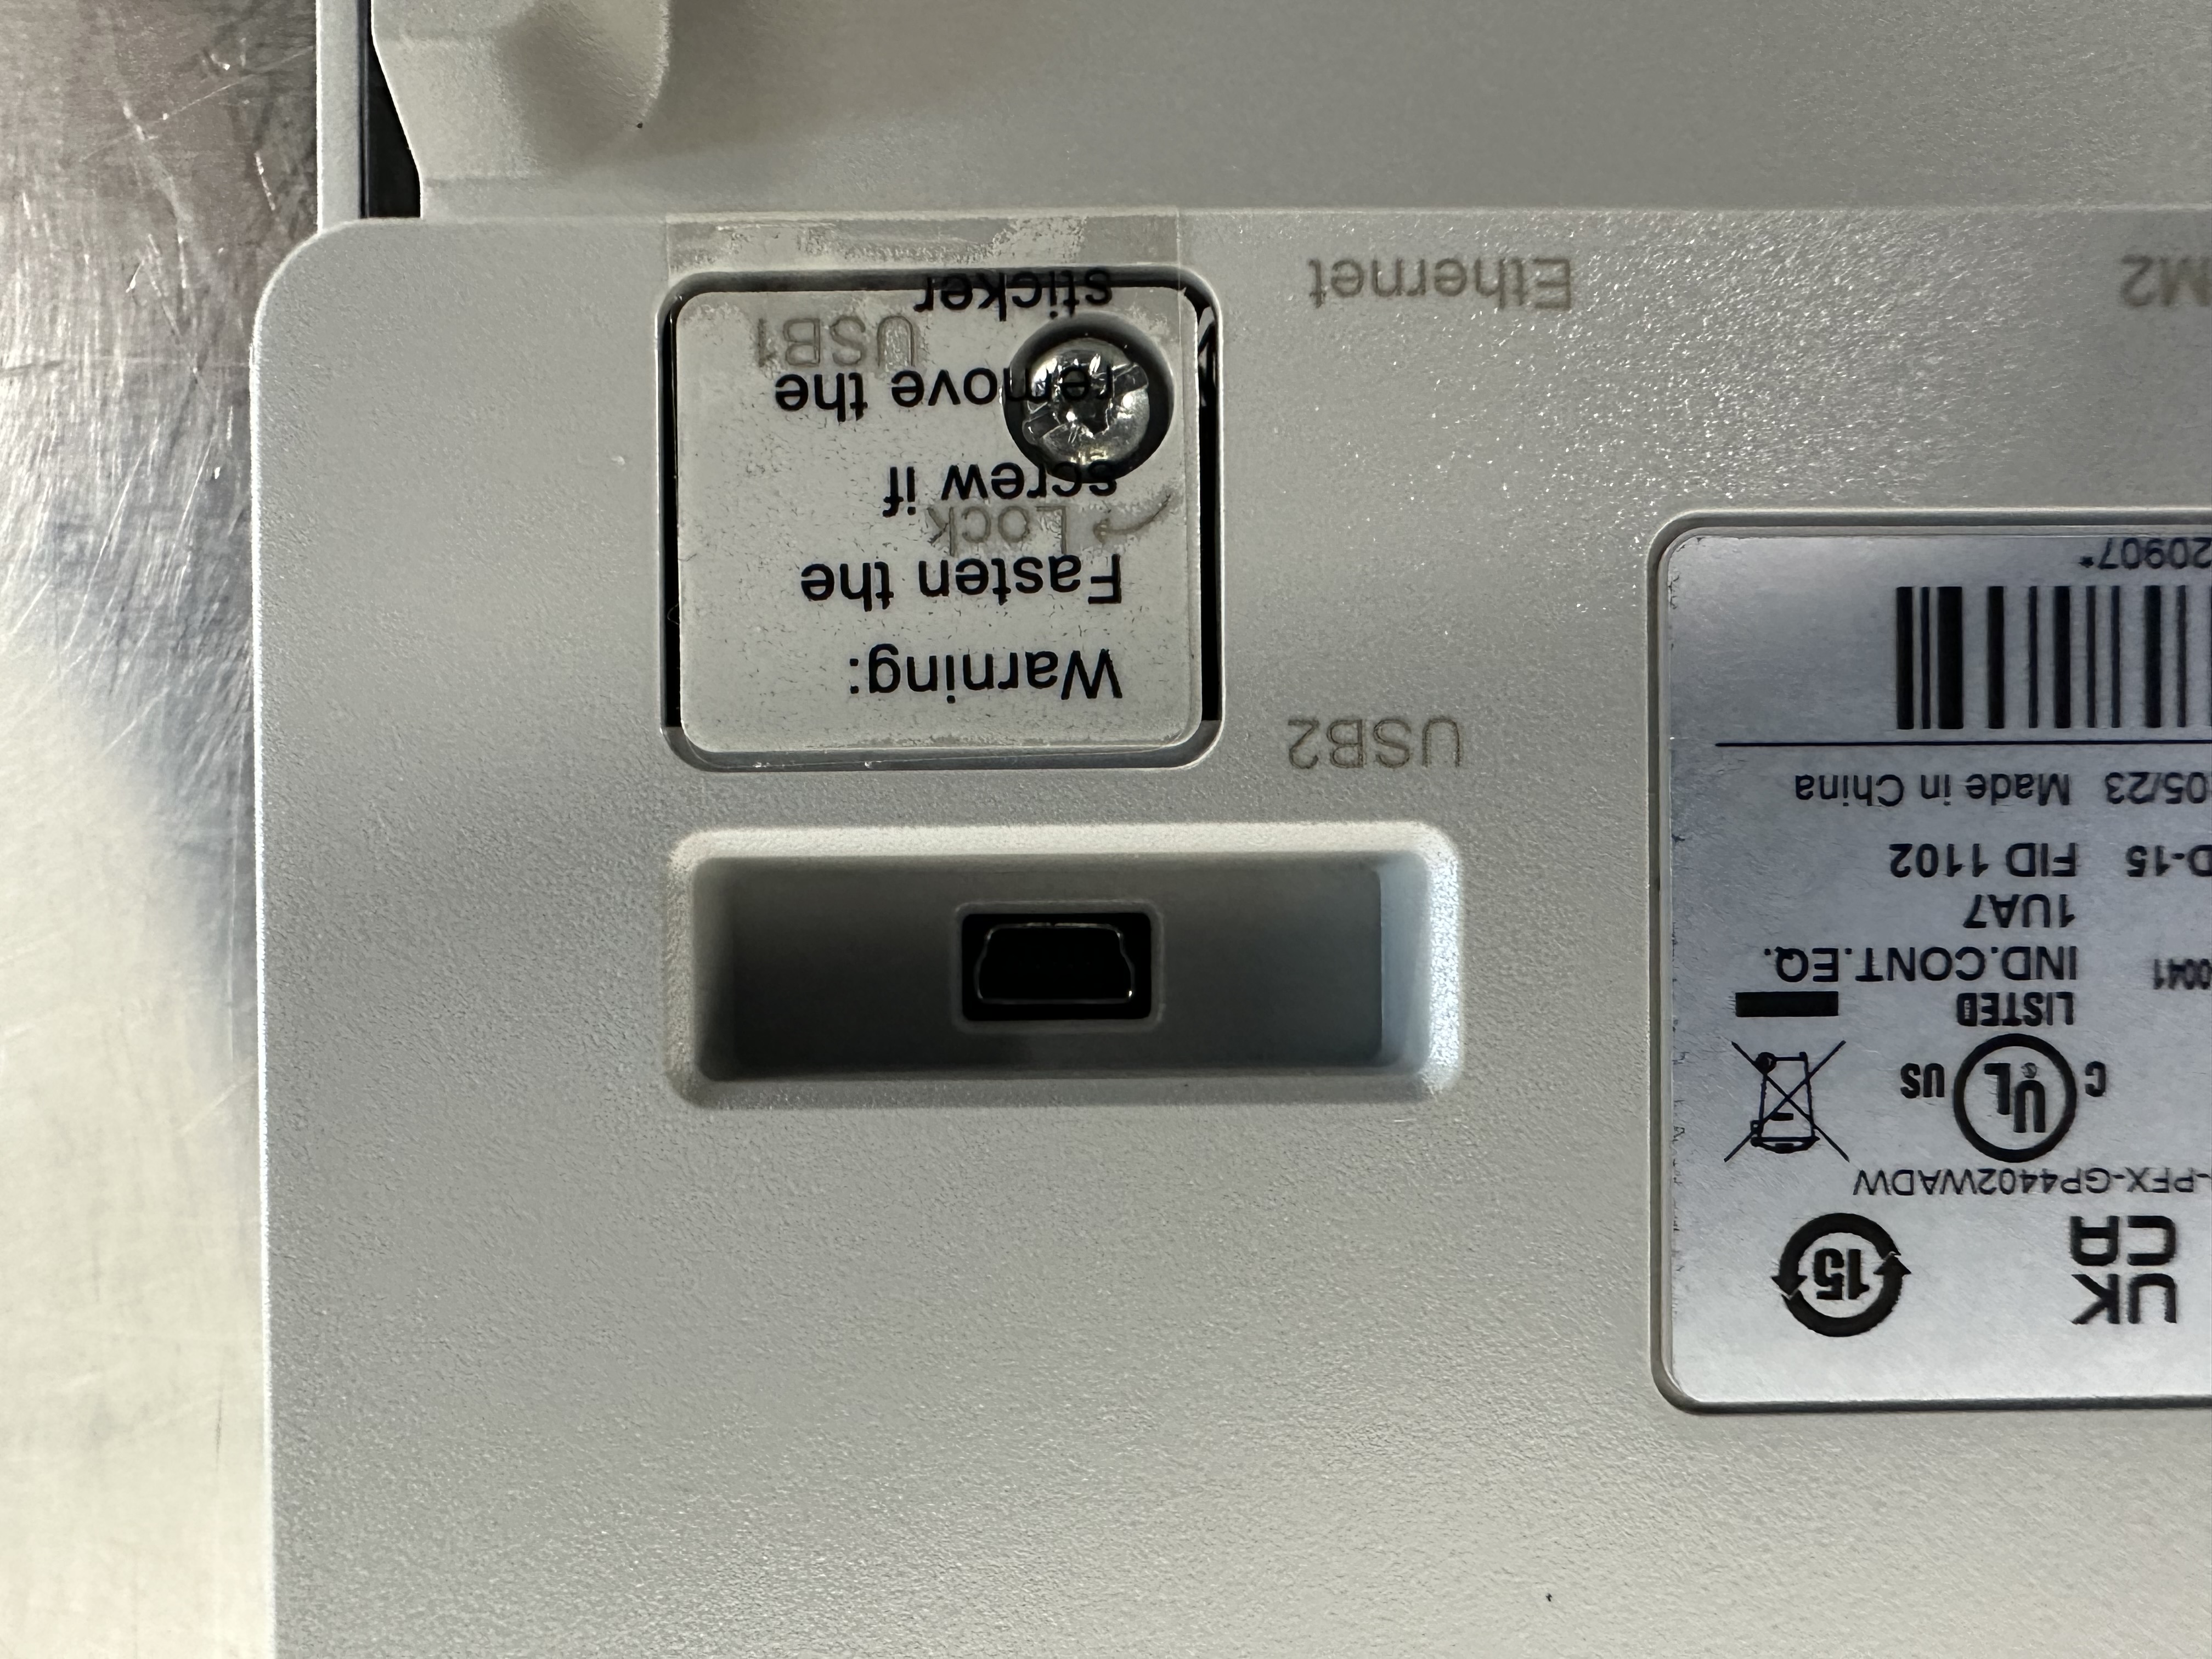 UK
CA
15
-PFX-GP4402WADW
C UL ® US
LISTED
0041 IND.CONT.EQ.
1UA7
D-15 FID 1102
05/23 Made in China
20907*
USB2
Warning:
Fasten the
Lock
screw if
remove the
USB1
sticker
Ethernet
M2